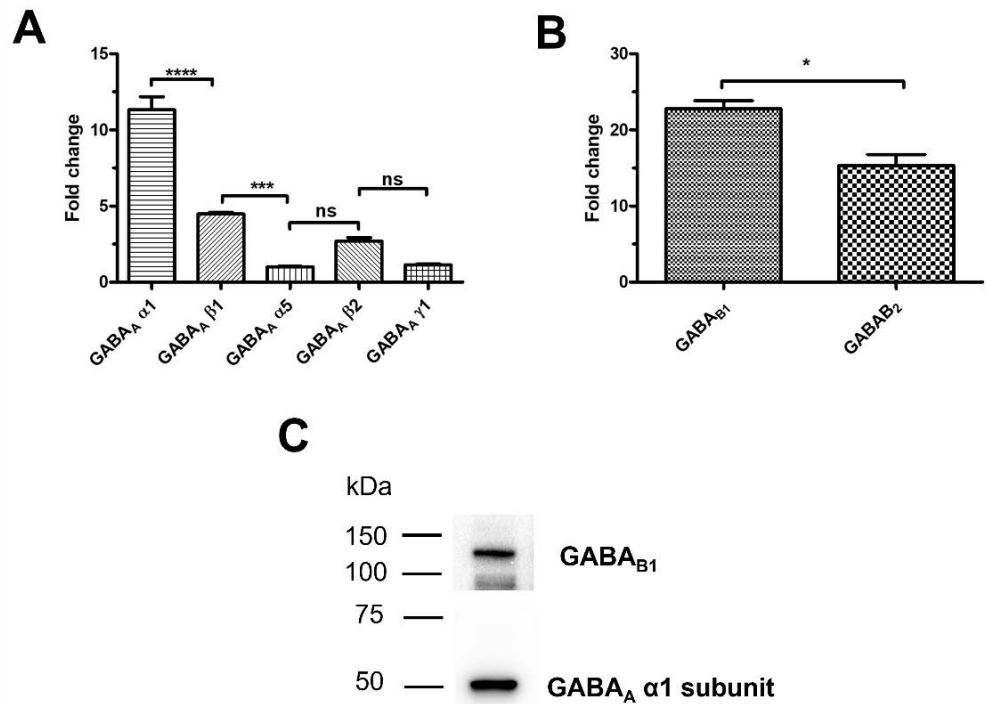 A
Fold change
15
10
5
0
****
***
ns
ns
GABAA α1
GABAA β1
GABAA α5
GABAA β2
GABAA γ1
B
Fold change
30
20
10
0
*
GABAB1
GABAB2
C
kDa
150
100
75
50
GABAB1
GABAA α1 subunit